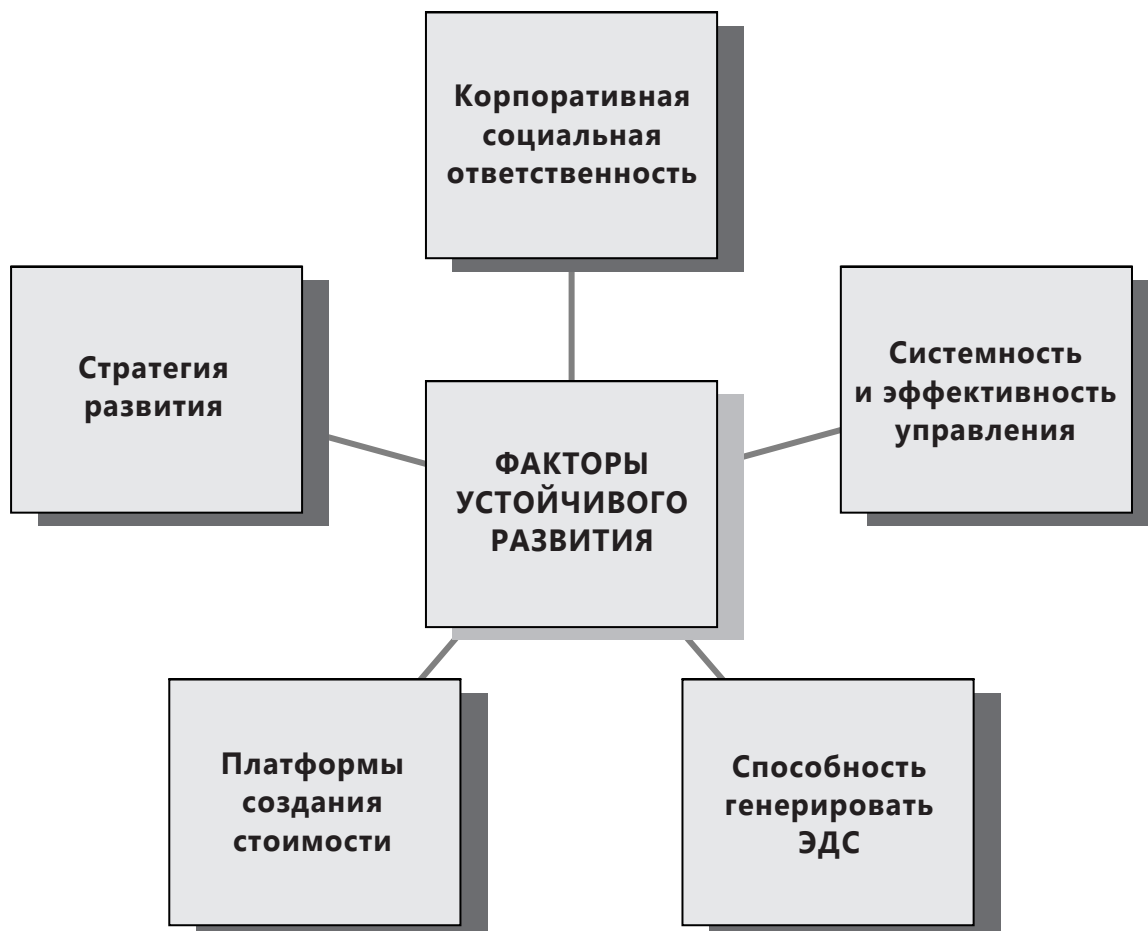 Корпоративная
социальная
ответственность
Стратегия
развития
Системность
и эффективность
управления
ФАКТОРЫ
УСТОЙЧИВОГО
РАЗВИТИЯ
Платформы
создания
стоимости
Способность
генерировать
ЭДС